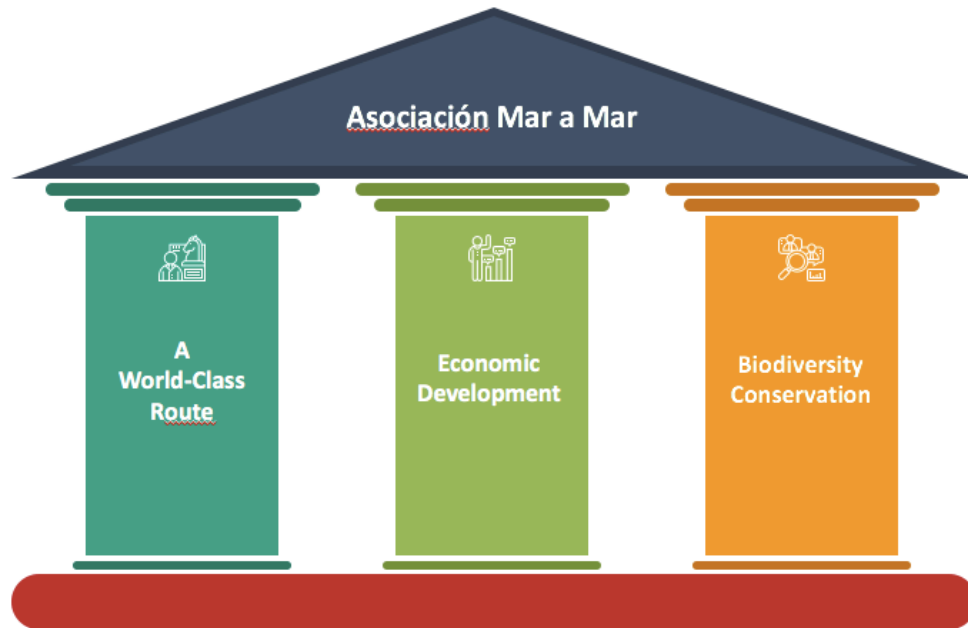 Asociación Mar a Mar
A
World-Class
Route
Economic
Development
Biodiversity
Conservation